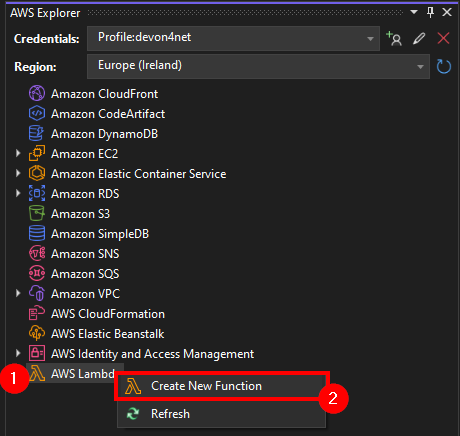 AWS Explorer
Credentials: Profile:devon4net
Region: Europe (Ireland)
Amazon CloudFront
Amazon CodeArtifact
Amazon DynamoDB
Amazon EC2
Amazon Elastic Container Service
Amazon RDS
Amazon S3
Amazon SimpleDB
Amazon SNS
Amazon SQS
Amazon VPC
AWS CloudFormation
AWS Elastic Beanstalk
AWS Identity and Access Management
1 AWS Lambd
Create New Function 2
Refresh